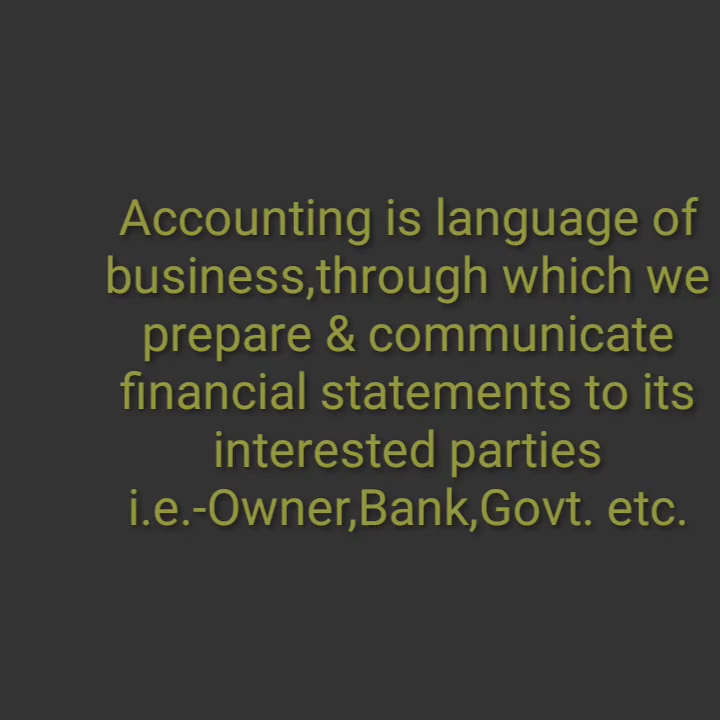 Accounting is language of
business,through which we
prepare & communicate
financial statements to its
interested parties
i.e.-Owner,Bank,Govt. etc.